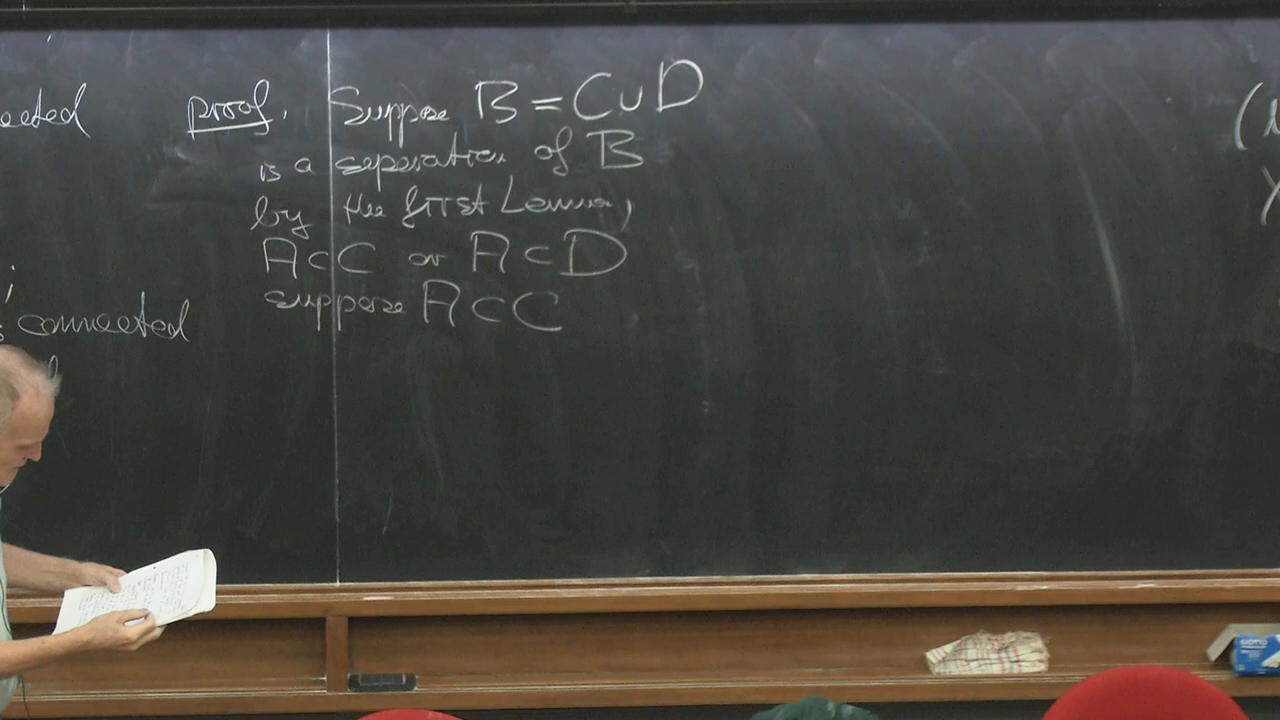 connected
proof. Suppose B = C ∪ D
is a separation of B
by the first Lemma,
A ⊂ C or A ⊂ D
suppose A ⊂ C